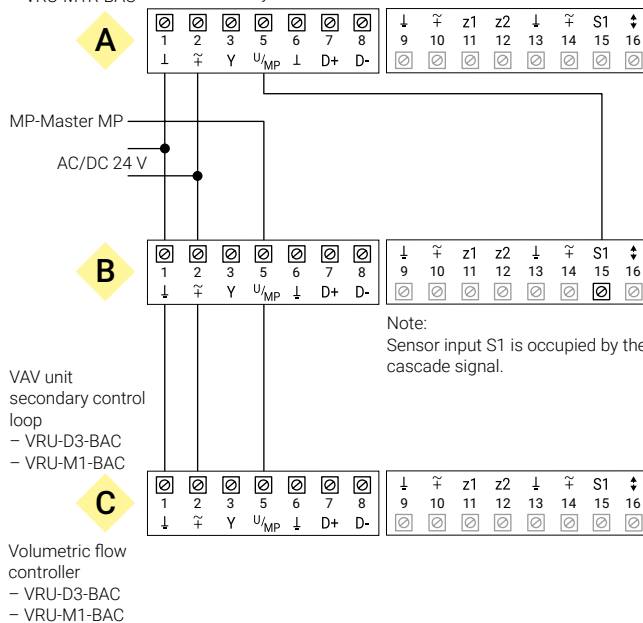 A
1 2 3 5 6 7 8
⊥ ~̲+ Y U/MP ⊥ D+ D-
⏚ ~̲+ z1 z2 ⏚ ~̲+ S1
9 10 11 12 13 14 15 16
MP-Master MP
AC/DC 24 V
B
1 2 3 5 6 7 8
⏚ ~̲+ Y U/MP ⏚ D+ D-
⏚ ~̲+ z1 z2 ⏚ ~̲+ S1
9 10 11 12 13 14 15 16
Note:
Sensor input S1 is occupied by the
cascade signal.
VAV unit
secondary control
loop
– VRU-D3-BAC
– VRU-M1-BAC
C
1 2 3 5 6 7 8
⏚ ~̲+ Y U/MP ⏚ D+ D-
⏚ ~̲+ z1 z2 ⏚ ~̲+ S1
9 10 11 12 13 14 15 16
Volumetric flow
controller
– VRU-D3-BAC
– VRU-M1-BAC